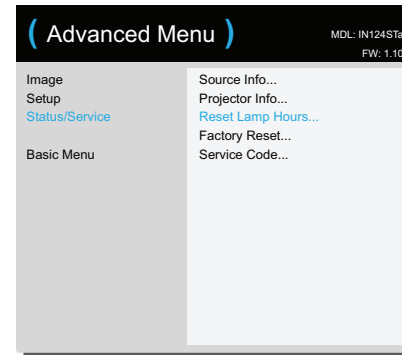 ( Advanced Menu )
MDL: IN124STa
FW: 1.10
Image
Setup
Status/Service
Basic Menu
Source Info...
Projector Info...
Reset Lamp Hours...
Factory Reset...
Service Code...